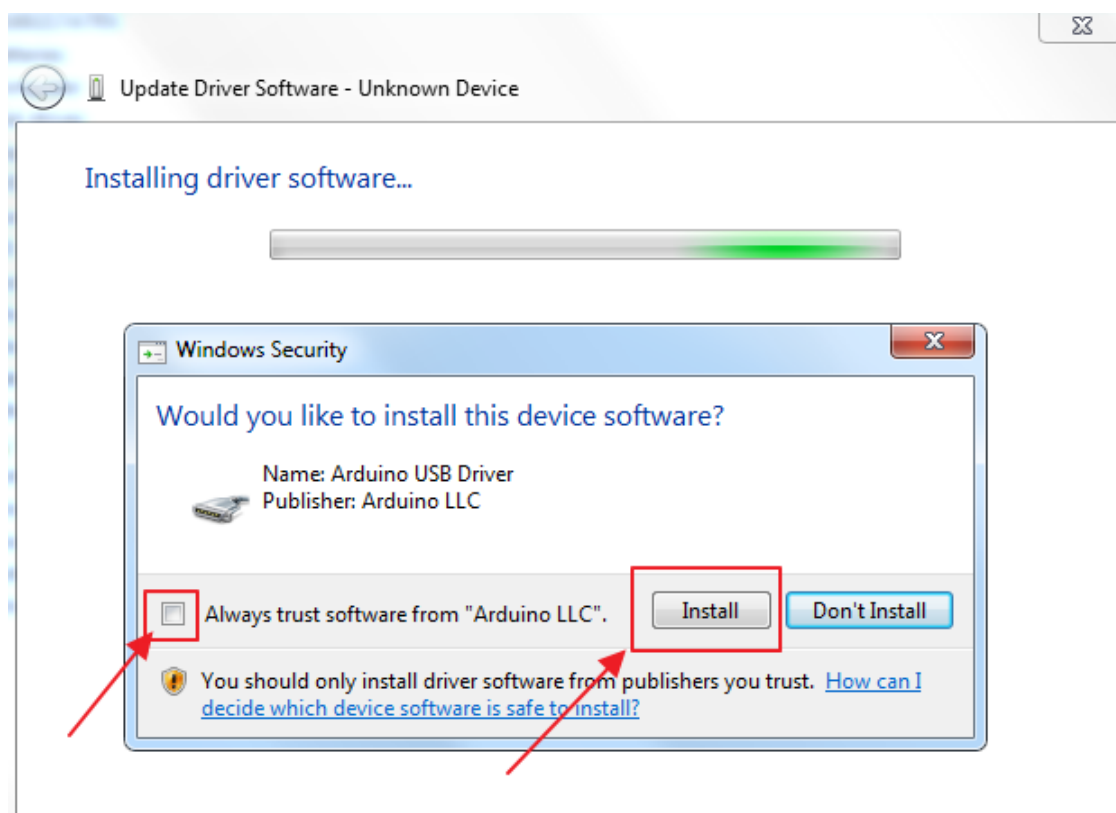 Update Driver Software - Unknown Device
Installing driver software...
Windows Security
Would you like to install this device software?
Name: Arduino USB Driver
Publisher: Arduino LLC
Always trust software from "Arduino LLC".
Install
Don't Install
You should only install driver software from publishers you trust. How can I
decide which device software is safe to install?